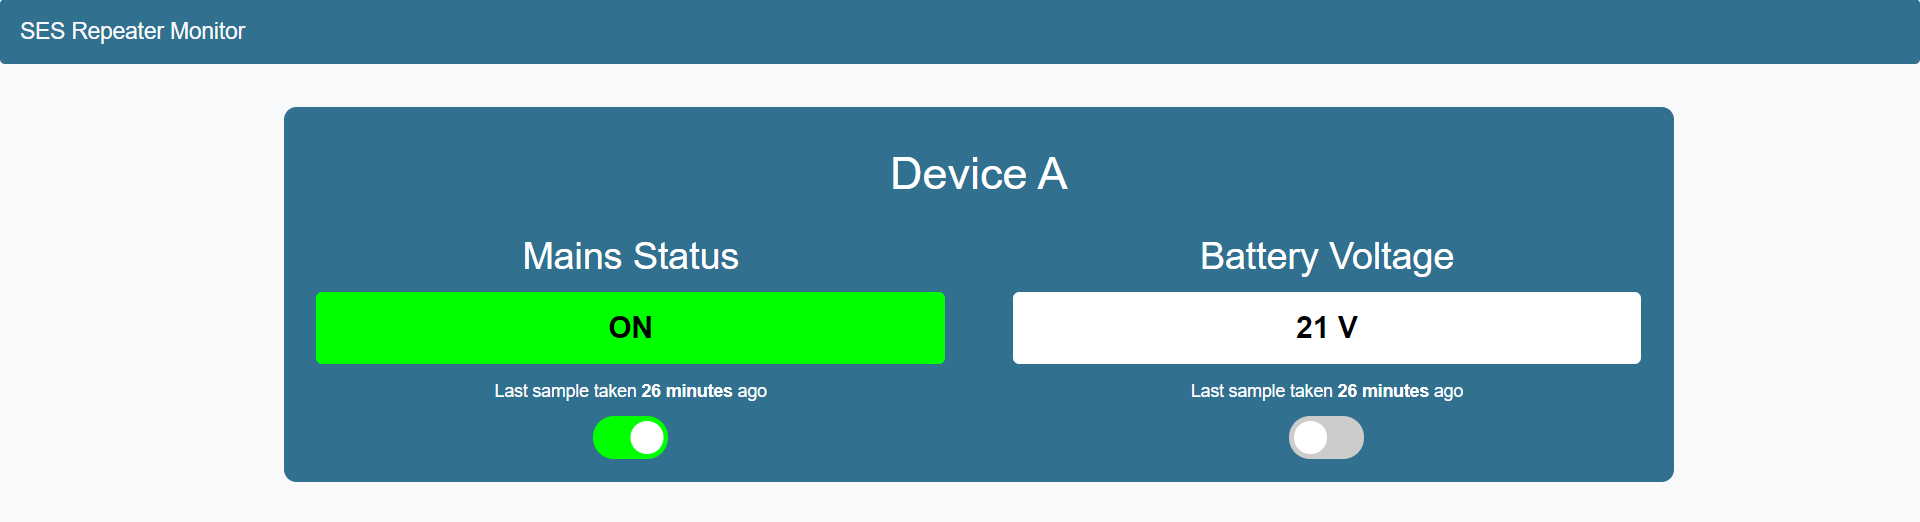 SES Repeater Monitor
Device A
Mains Status
ON
Last sample taken 26 minutes ago
Battery Voltage
21 V
Last sample taken 26 minutes ago